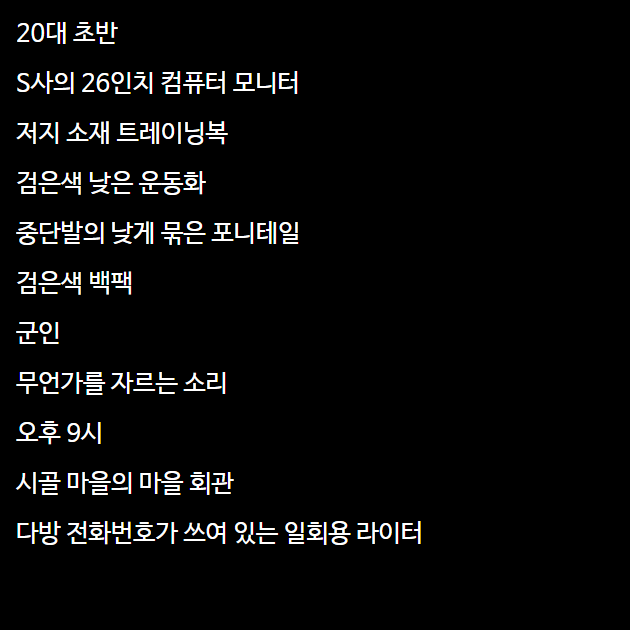 20대 초반
S사의 26인치 컴퓨터 모니터
저지 소재 트레이닝복
검은색 낮은 운동화
중단발의 낮게 묶은 포니테일
검은색 백팩
군인
무언가를 자르는 소리
오후 9시
시골 마을의 마을 회관
다방 전화번호가 쓰여 있는 일회용 라이터